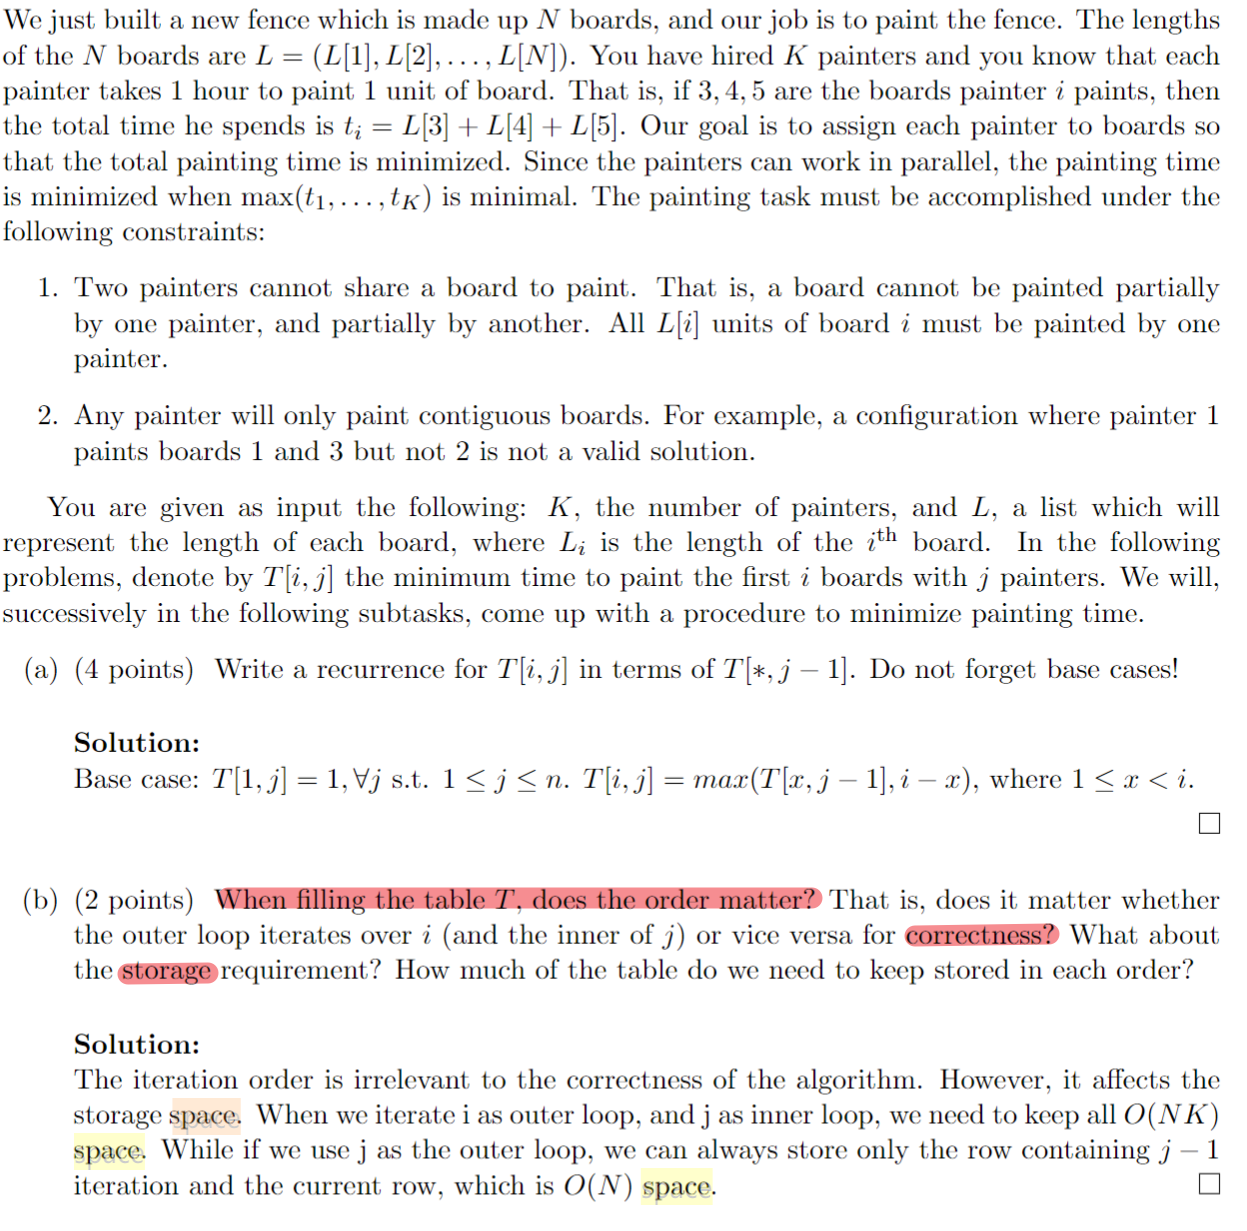 We just built a new fence which is made up N boards, and our job is to paint the fence. The lengths
of the N boards are L = (L[1], L[2], . . . , L[N]). You have hired K painters and you know that each
painter takes 1 hour to paint 1 unit of board. That is, if 3, 4, 5 are the boards painter i paints, then
the total time he spends is tᵢ = L[3] + L[4] + L[5]. Our goal is to assign each painter to boards so
that the total painting time is minimized. Since the painters can work in parallel, the painting time
is minimized when max(t₁, . . . , t_K) is minimal. The painting task must be accomplished under the
following constraints:
1. Two painters cannot share a board to paint. That is, a board cannot be painted partially
by one painter, and partially by another. All L[i] units of board i must be painted by one
painter.
2. Any painter will only paint contiguous boards. For example, a configuration where painter 1
paints boards 1 and 3 but not 2 is not a valid solution.
You are given as input the following: K, the number of painters, and L, a list which will
represent the length of each board, where Lᵢ is the length of the iᵗʰ board. In the following
problems, denote by T[i, j] the minimum time to paint the first i boards with j painters. We will,
successively in the following subtasks, come up with a procedure to minimize painting time.
(a) (4 points) Write a recurrence for T[i, j] in terms of T[∗, j − 1]. Do not forget base cases!
Solution:
Base case: T[1, j] = 1, ∀j s.t. 1 ≤ j ≤ n. T[i, j] = max(T[x, j − 1], i − x), where 1 ≤ x < i.
□
(b) (2 points) When filling the table T, does the order matter? That is, does it matter whether
the outer loop iterates over i (and the inner of j) or vice versa for correctness? What about
the storage requirement? How much of the table do we need to keep stored in each order?
Solution:
The iteration order is irrelevant to the correctness of the algorithm. However, it affects the
storage space. When we iterate i as outer loop, and j as inner loop, we need to keep all O(NK)
space. While if we use j as the outer loop, we can always store only the row containing j − 1
iteration and the current row, which is O(N) space. □